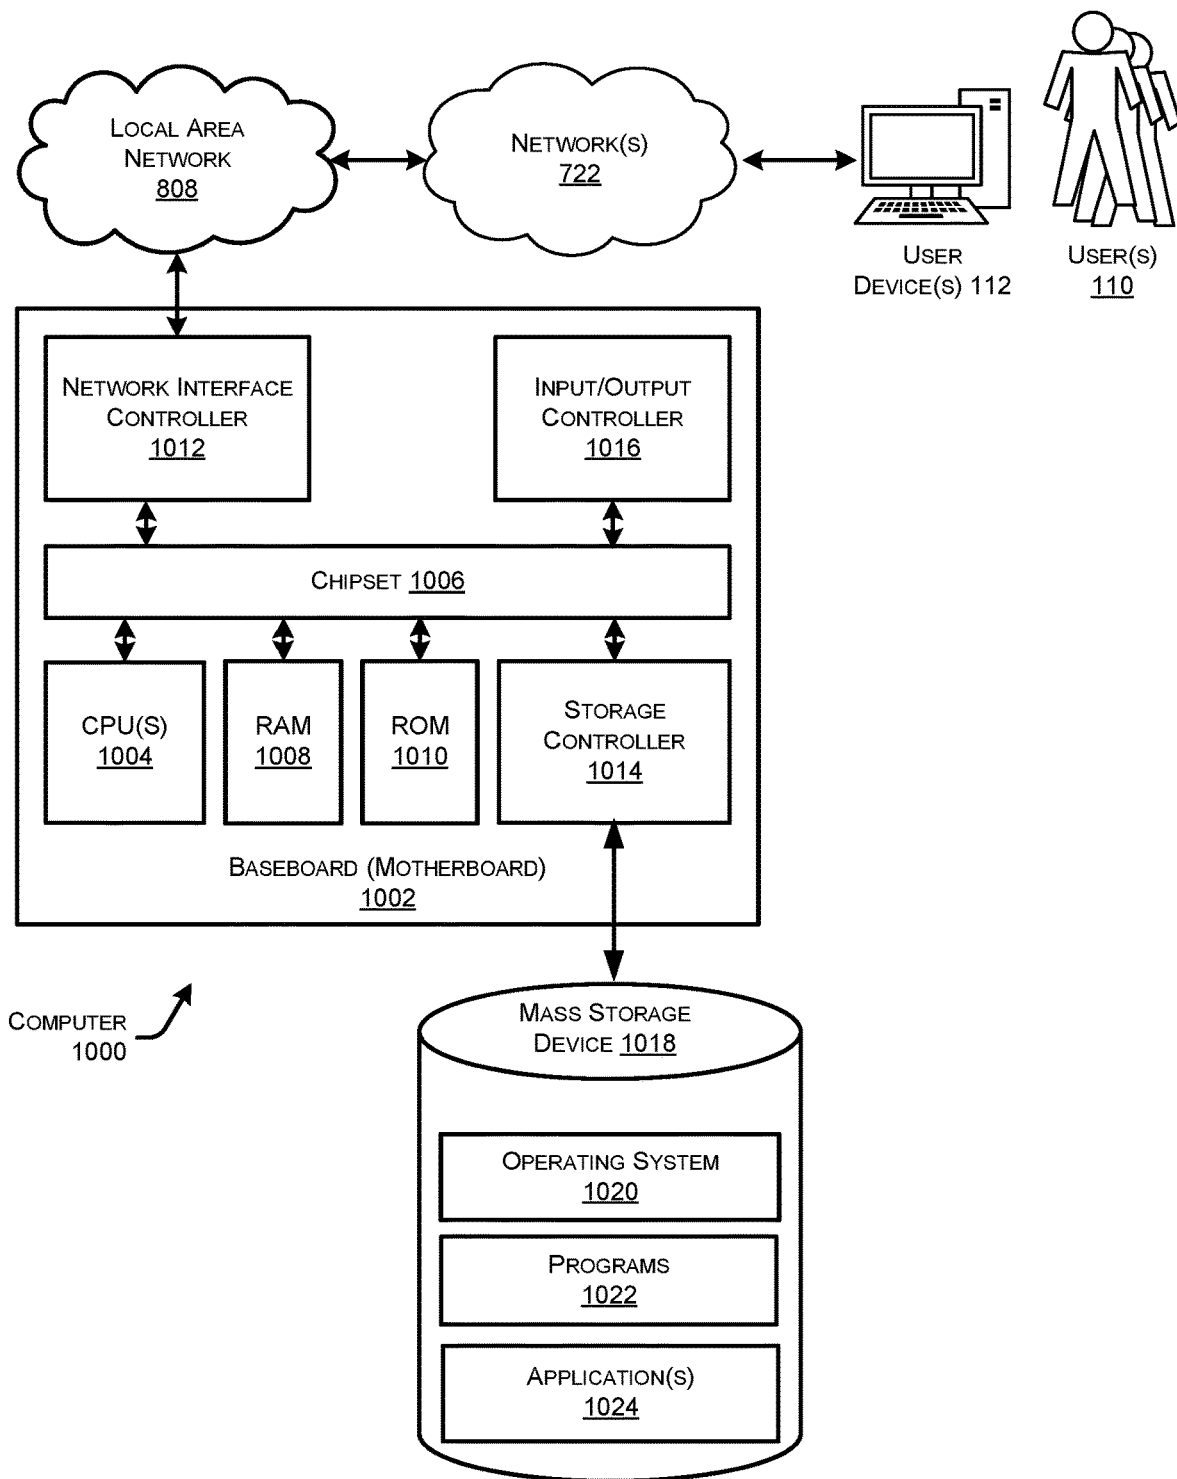 LOCAL AREA
NETWORK
808
NETWORK(S)
722
USER
DEVICE(S) 112
USER(S)
110
NETWORK INTERFACE
CONTROLLER
1012
INPUT/OUTPUT
CONTROLLER
1016
CHIPSET 1006
CPU(S)
1004
RAM
1008
ROM
1010
STORAGE
CONTROLLER
1014
BASEBOARD (MOTHERBOARD)
1002
COMPUTER
1000
MASS STORAGE
DEVICE 1018
OPERATING SYSTEM
1020
PROGRAMS
1022
APPLICATION(S)
1024